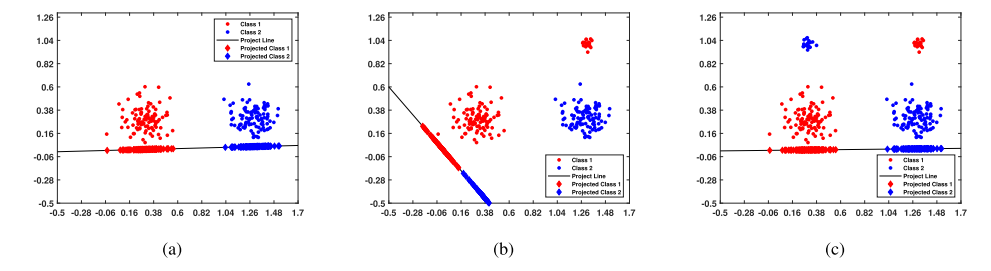 1.26
1.04
0.82
0.6
0.38
0.16
-0.06
-0.28
-0.5
-0.5 -0.06 0.16 0.38 0.6 0.82 1.04 1.26 1.48 1.7
Class 1
Class 2
Project Line
Projected Class 1
Projected Class 2
(a)
1.26
1.04
0.82
0.6
0.38
0.16
-0.06
-0.28
-0.5
-0.5 -0.28 -0.06 0.16 0.38 0.6 0.82 1.04 1.26 1.48 1.7
Class 1
Class 2
Project Line
Projected Class 1
Projected Class 2
(b)
1.26
1.04
0.82
0.6
0.38
0.16
-0.06
-0.28
-0.5
-0.5 -0.28 -0.06 0.16 0.38 0.6 0.82 1.04 1.26 1.48 1.7
Class 1
Class 2
Project Line
Projected Class 1
Projected Class 2
(c)